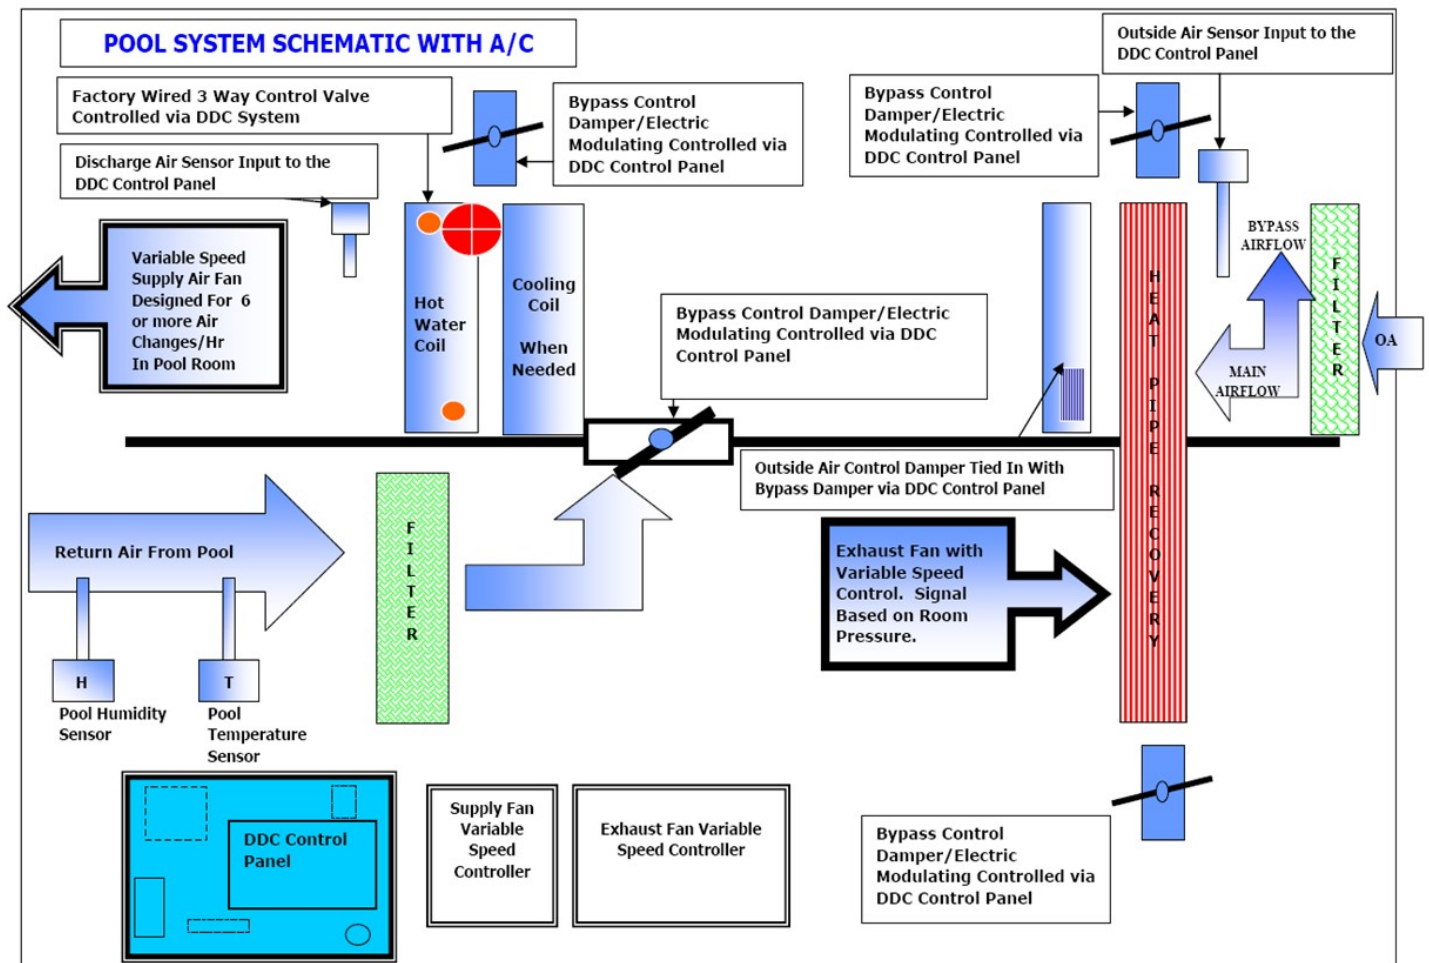 POOL SYSTEM SCHEMATIC WITH A/C
Outside Air Sensor Input to the
DDC Control Panel
Factory Wired 3 Way Control Valve
Controlled via DDC System
Bypass Control
Damper/Electric
Modulating Controlled via
DDC Control Panel
Bypass Control
Damper/Electric
Modulating Controlled via
DDC Control Panel
Discharge Air Sensor Input to the
DDC Control Panel
Variable Speed
Supply Air Fan
Designed For 6
or more Air
Changes/Hr
In Pool Room
Hot
Water
Coil
Cooling
Coil
When
Needed
Bypass Control Damper/Electric
Modulating Controlled via DDC
Control Panel
HEAT PIPE RECOVERY
BYPASS
AIRFLOW
MAIN
AIRFLOW
FILTER
OA
Outside Air Control Damper Tied In With
Bypass Damper via DDC Control Panel
Return Air From Pool
FILTER
Exhaust Fan with
Variable Speed
Control. Signal
Based on Room
Pressure.
H
T
Pool Humidity
Sensor
Pool
Temperature
Sensor
DDC Control
Panel
Supply Fan
Variable
Speed
Controller
Exhaust Fan Variable
Speed Controller
Bypass Control
Damper/Electric
Modulating Controlled via
DDC Control Panel